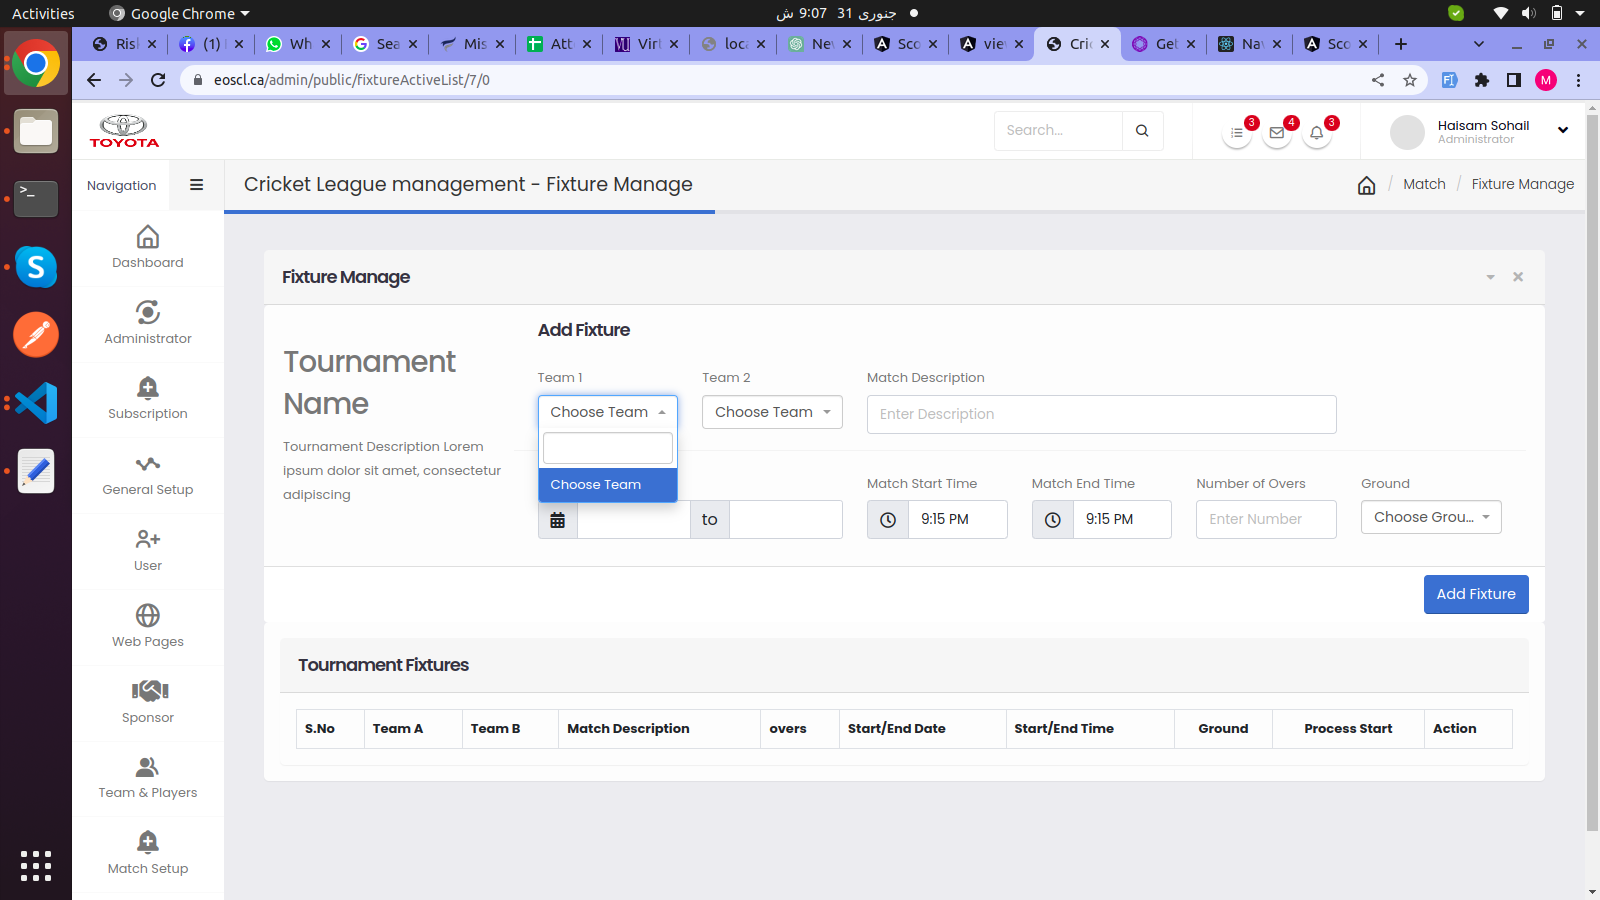 Activities
Google Chrome
جنوری 31 9:07 ش
Ris
(1)
Wh
Sea
Mis
Att
Virt
loca
Nev
Sco
view
Cric
Get
Nav
Sco
eoscl.ca/admin/public/fixtureActiveList/7/0
M
TOYOTA
Search...
3
4
3
Haisam Sohail
Administrator
Navigation
Cricket League management - Fixture Manage
/ Match / Fixture Manage
Dashboard
Administrator
Subscription
General Setup
User
Web Pages
Sponsor
Team & Players
Match Setup
Fixture Manage
Tournament
Name
Tournament Description Lorem
ipsum dolor sit amet, consectetur
adipiscing
Add Fixture
Team 1
Team 2
Match Description
Choose Team
Choose Team
Enter Description
Choose Team
Match Start Time
Match End Time
Number of Overs
Ground
to
9:15 PM
9:15 PM
Enter Number
Choose Grou...
Add Fixture
Tournament Fixtures
S.No
Team A
Team B
Match Description
overs
Start/End Date
Start/End Time
Ground
Process Start
Action